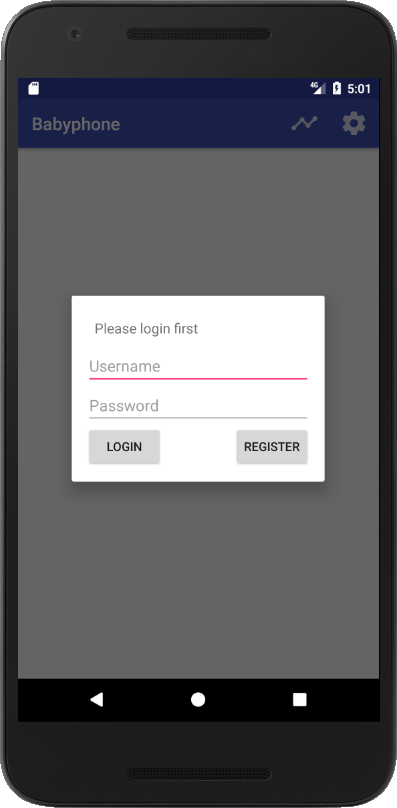 4G 5:01
Babyphone
Please login first
Username
Password
LOGIN REGISTER